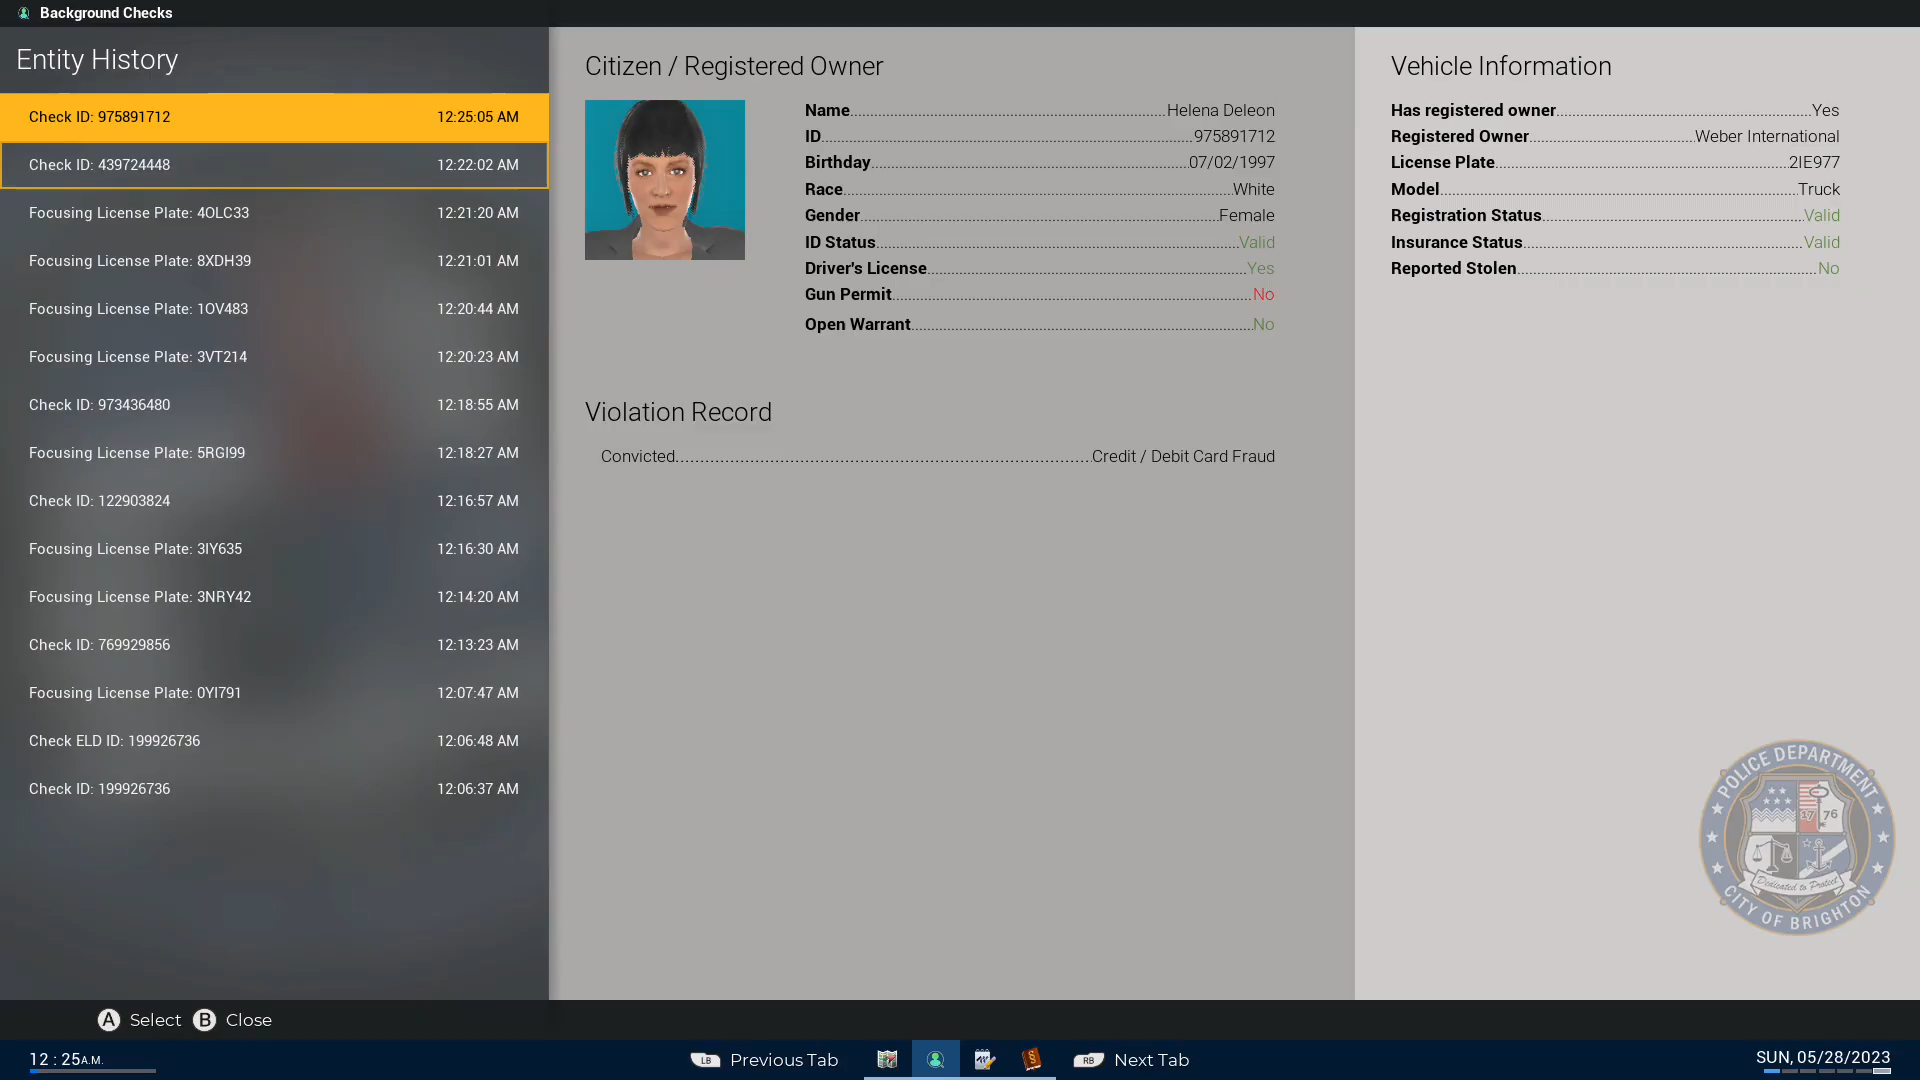 Background Checks
Entity History
Check ID: 975891712 12:25:05 AM
Check ID: 439724448 12:22:02 AM
Focusing License Plate: 4OLC33 12:21:20 AM
Focusing License Plate: 8XDH39 12:21:01 AM
Focusing License Plate: 1OV483 12:20:44 AM
Focusing License Plate: 3VT214 12:20:23 AM
Check ID: 973436480 12:18:55 AM
Focusing License Plate: 5RGI99 12:18:27 AM
Check ID: 122903824 12:16:57 AM
Focusing License Plate: 3IY635 12:16:30 AM
Focusing License Plate: 3NRY42 12:14:20 AM
Check ID: 769929856 12:13:23 AM
Focusing License Plate: 0YI791 12:07:47 AM
Check ELD ID: 199926736 12:06:48 AM
Check ID: 199926736 12:06:37 AM
Citizen / Registered Owner
Name Helena Deleon
ID 975891712
Birthday 07/02/1997
Race White
Gender Female
ID Status Valid
Driver's License Yes
Gun Permit No
Open Warrant No
Violation Record
Convicted Credit / Debit Card Fraud
Vehicle Information
Has registered owner Yes
Registered Owner Weber International
License Plate 2IE977
Model Truck
Registration Status Valid
Insurance Status Valid
Reported Stolen No
POLICE DEPARTMENT
17 76
Dedicated to Protect
CITY OF BRIGHTON
A Select B Close
12 : 25 A.M.
LB Previous Tab
RB Next Tab
SUN, 05/28/2023